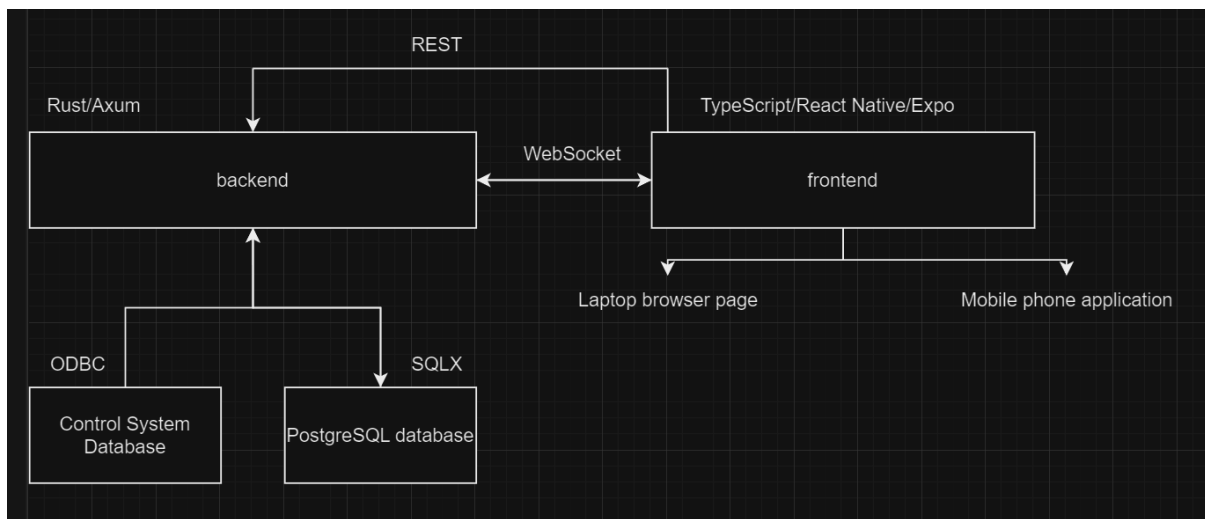 REST
Rust/Axum
TypeScript/React Native/Expo
WebSocket
backend
frontend
Laptop browser page
Mobile phone application
ODBC
SQLX
Control System
Database
PostgreSQL database